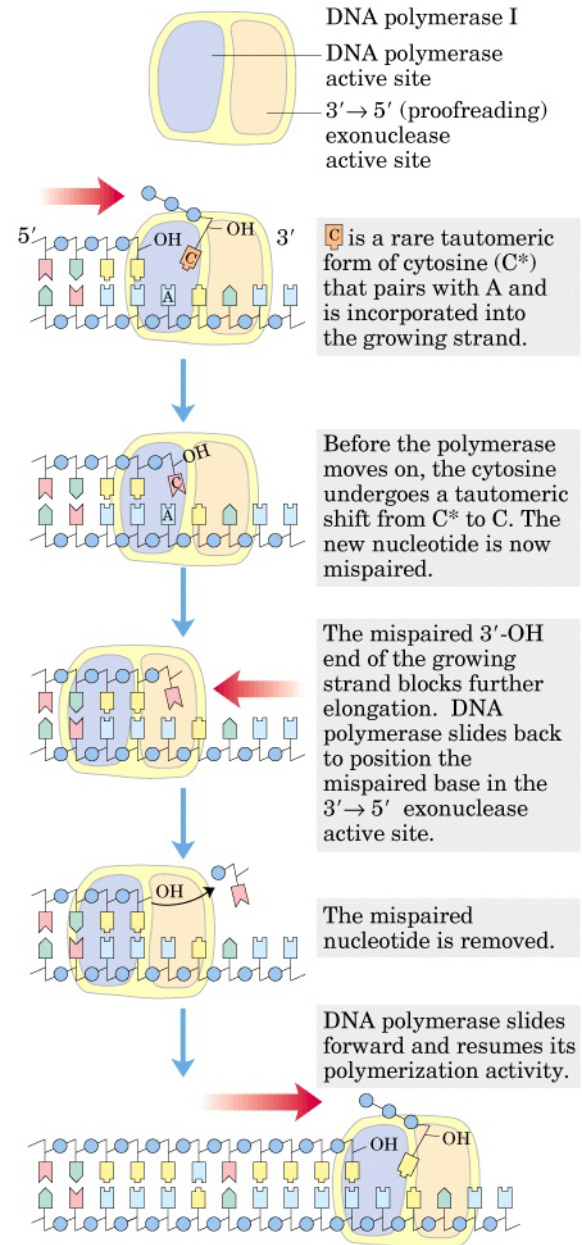 DNA polymerase I
DNA polymerase
active site
3′→ 5′ (proofreading)
exonuclease
active site
5′
OH
OH
3′
C
A
C is a rare tautomeric
form of cytosine (C*)
that pairs with A and
is incorporated into
the growing strand.
OH
C
A
Before the polymerase
moves on, the cytosine
undergoes a tautomeric
shift from C* to C. The
new nucleotide is now
mispaired.
The mispaired 3′-OH
end of the growing
strand blocks further
elongation. DNA
polymerase slides back
to position the
mispaired base in the
3′→ 5′ exonuclease
active site.
OH
The mispaired
nucleotide is removed.
DNA polymerase slides
forward and resumes its
polymerization activity.
OH
OH